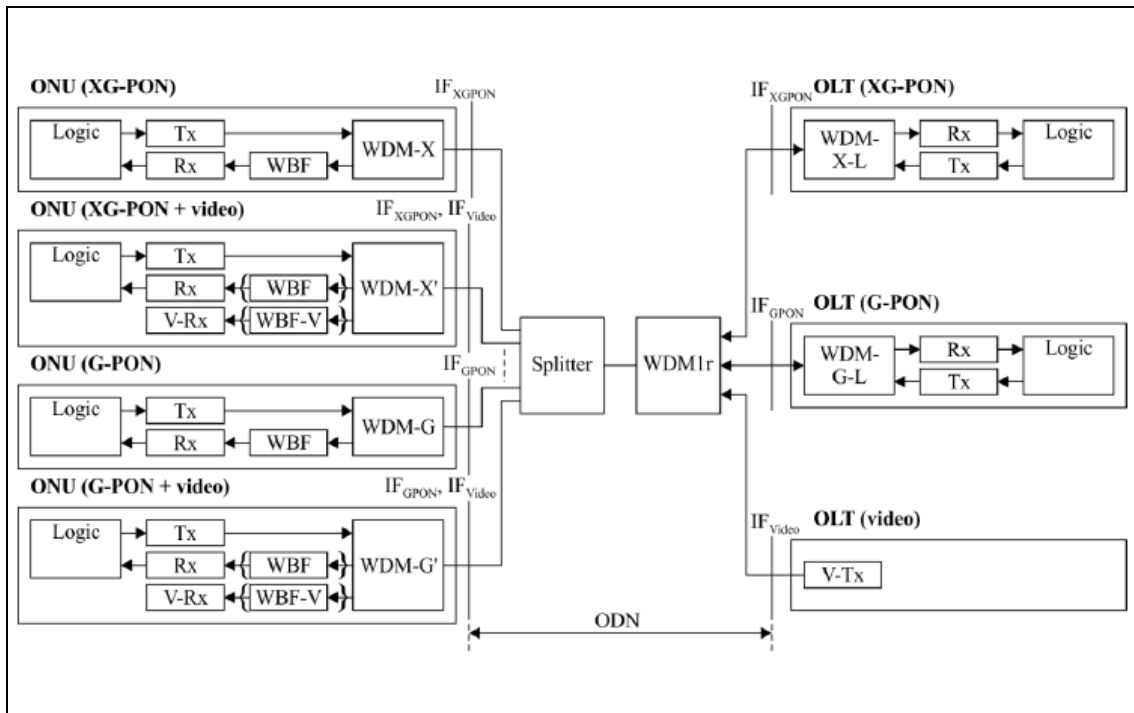 ONU (XG-PON)
IF_XGPON
Logic
Tx
Rx
WBF
WDM-X
ONU (XG-PON + video)
IF_XGPON, IF_Video
Logic
Tx
Rx
WBF
V-Rx
WBF-V
WDM-X'
ONU (G-PON)
IF_GPON
Logic
Tx
Rx
WBF
WDM-G
ONU (G-PON + video)
IF_GPON, IF_Video
Logic
Tx
Rx
WBF
V-Rx
WBF-V
WDM-G'
Splitter
WDM1r
ODN
IF_XGPON
OLT (XG-PON)
WDM-
X-L
Rx
Tx
Logic
IF_GPON
OLT (G-PON)
WDM-
G-L
Rx
Tx
Logic
IF_Video
OLT (video)
V-Tx